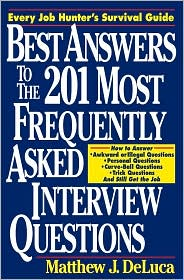 Every Job Hunter's Survival Guide
BEST ANSWERS
TO THE 201 MOST
FREQUENTLY
ASKED
INTERVIEW
QUESTIONS
How to Answer
• Awkward or Illegal Questions
• Personal Questions
• Curve-Ball Questions
• Trick Questions
And Still Get the Job
Matthew J. DeLuca